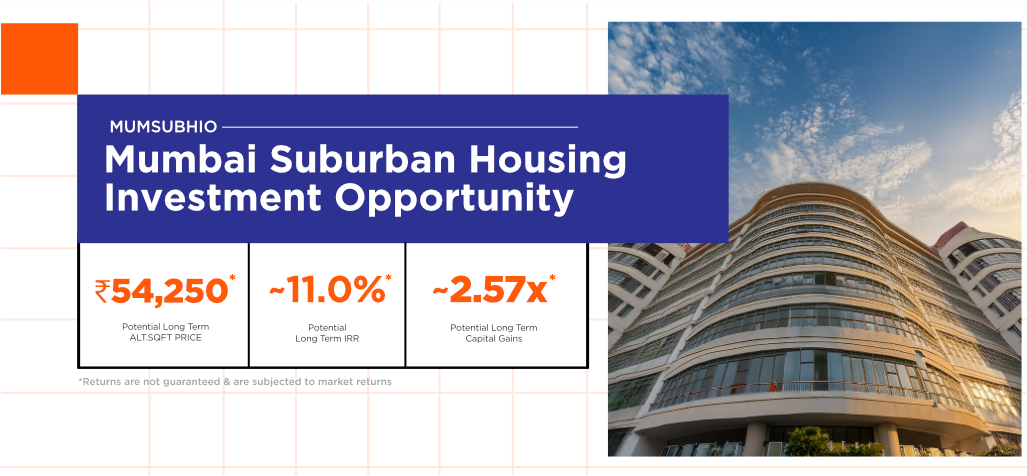 MUMSUBHIO
Mumbai Suburban Housing
Investment Opportunity
₹54,250*
~11.0%*
~2.57x*
Potential Long Term
ALT.SQFT PRICE
Potential
Long Term IRR
Potential Long Term
Capital Gains
*Returns are not guaranteed & are subjected to market returns